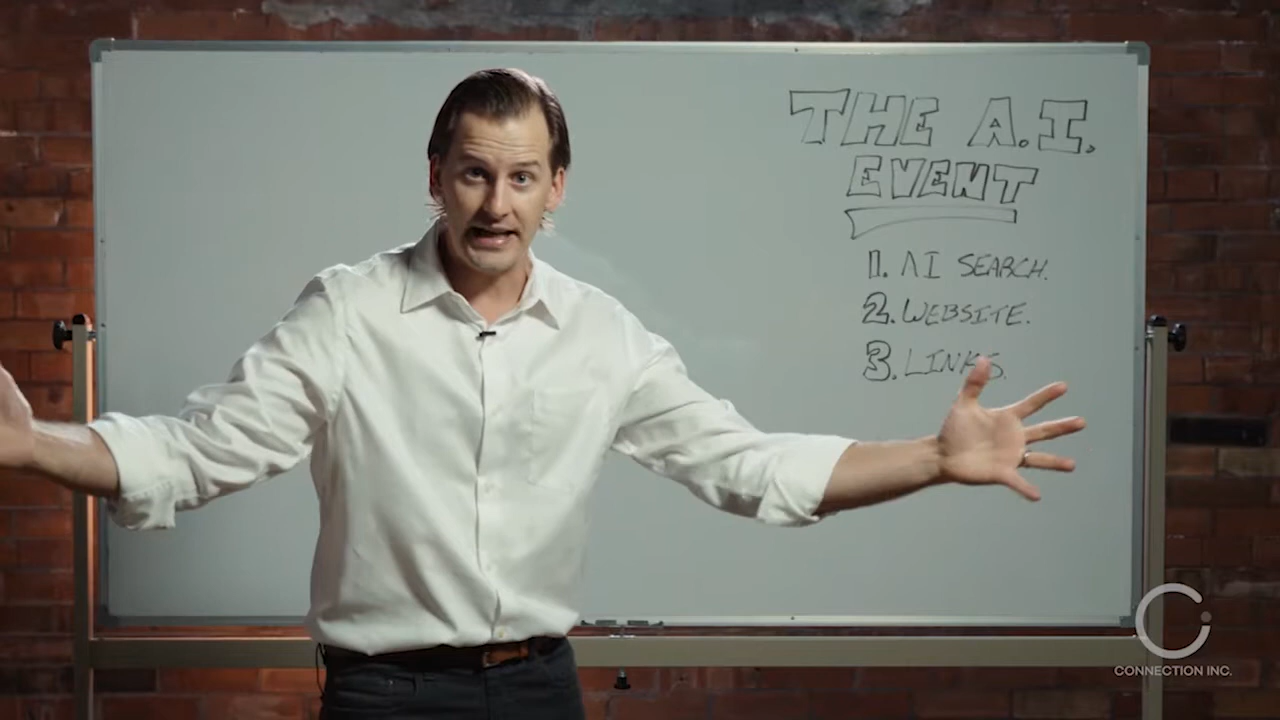 THE A.I.
EVENT
1. AI SEARCH.
2. WEBSITE.
3. LINKS.
CONNECTION INC.